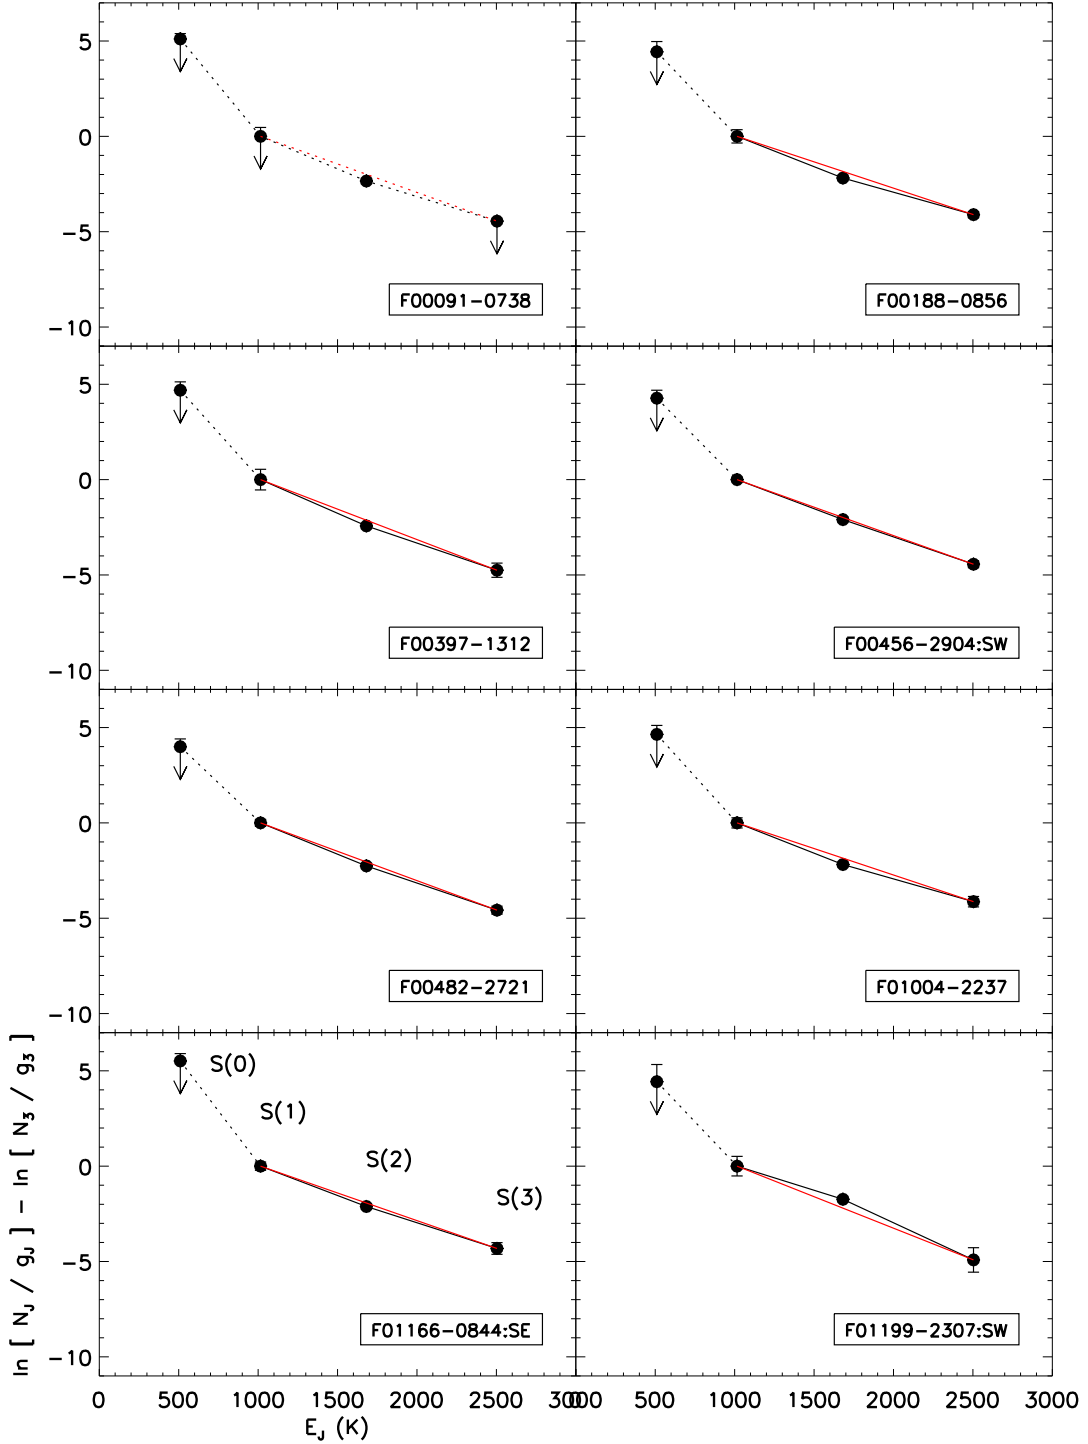 5
0
−5
−10
F00091−0738
F00188−0856
5
0
−5
−10
F00397−1312
F00456−2904:SW
5
0
−5
−10
F00482−2721
F01004−2237
5
0
−5
−10
S(0)
S(1)
S(2)
S(3)
F01166−0844:SE
F01199−2307:SW
ln [ N_J / g_J ] − ln [ N_3 / g_3 ]
0 500 1000 1500 2000 2500 3000 500 1000 1500 2000 2500 3000
E_J (K)